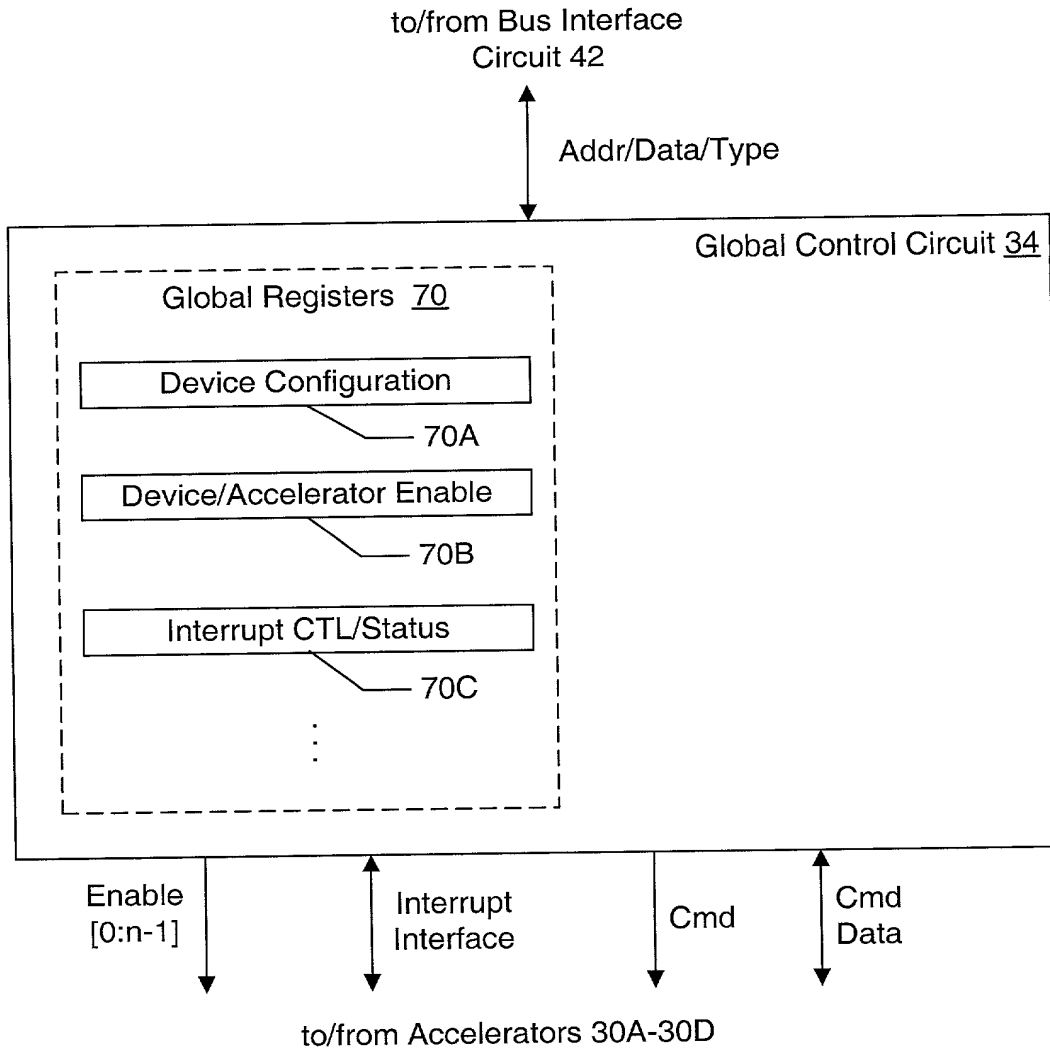 to/from Bus Interface
Circuit 42
Addr/Data/Type
Global Control Circuit 34
Global Registers 70
Device Configuration
70A
Device/Accelerator Enable
70B
Interrupt CTL/Status
70C
Enable
[0:n-1]
Interrupt
Interface
Cmd
Cmd
Data
to/from Accelerators 30A-30D